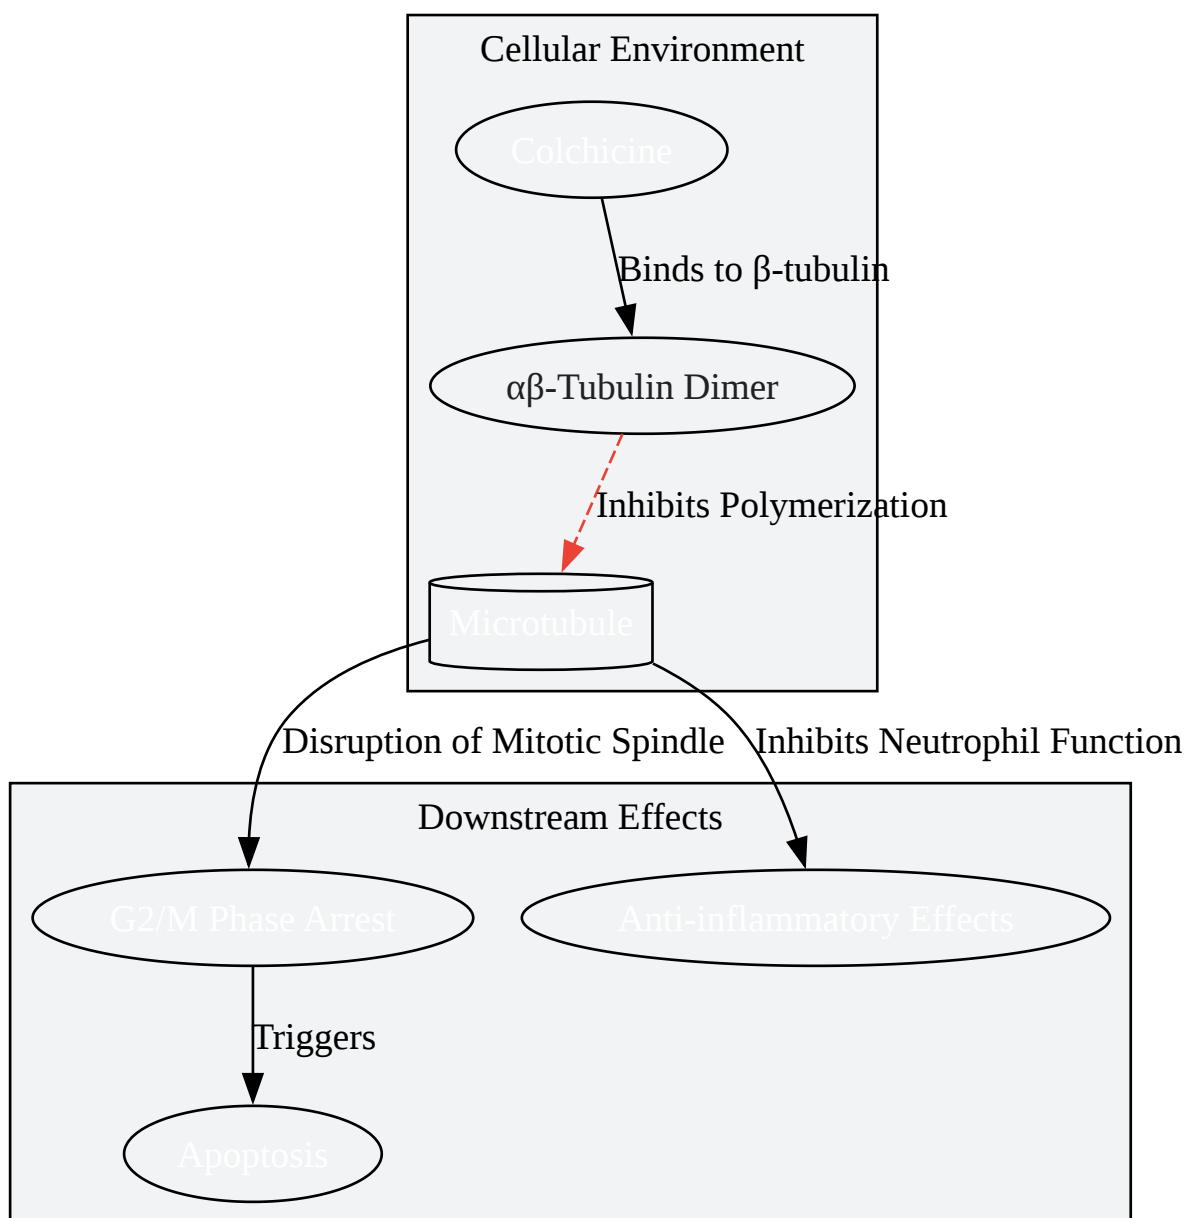 Cellular Environment
Colchicine
Binds to β-tubulin
αβ-Tubulin Dimer
Inhibits Polymerization
Microtubule
Disruption of Mitotic Spindle
Inhibits Neutrophil Function
Downstream Effects
G2/M Phase Arrest
Anti-inflammatory Effects
Triggers
Apoptosis